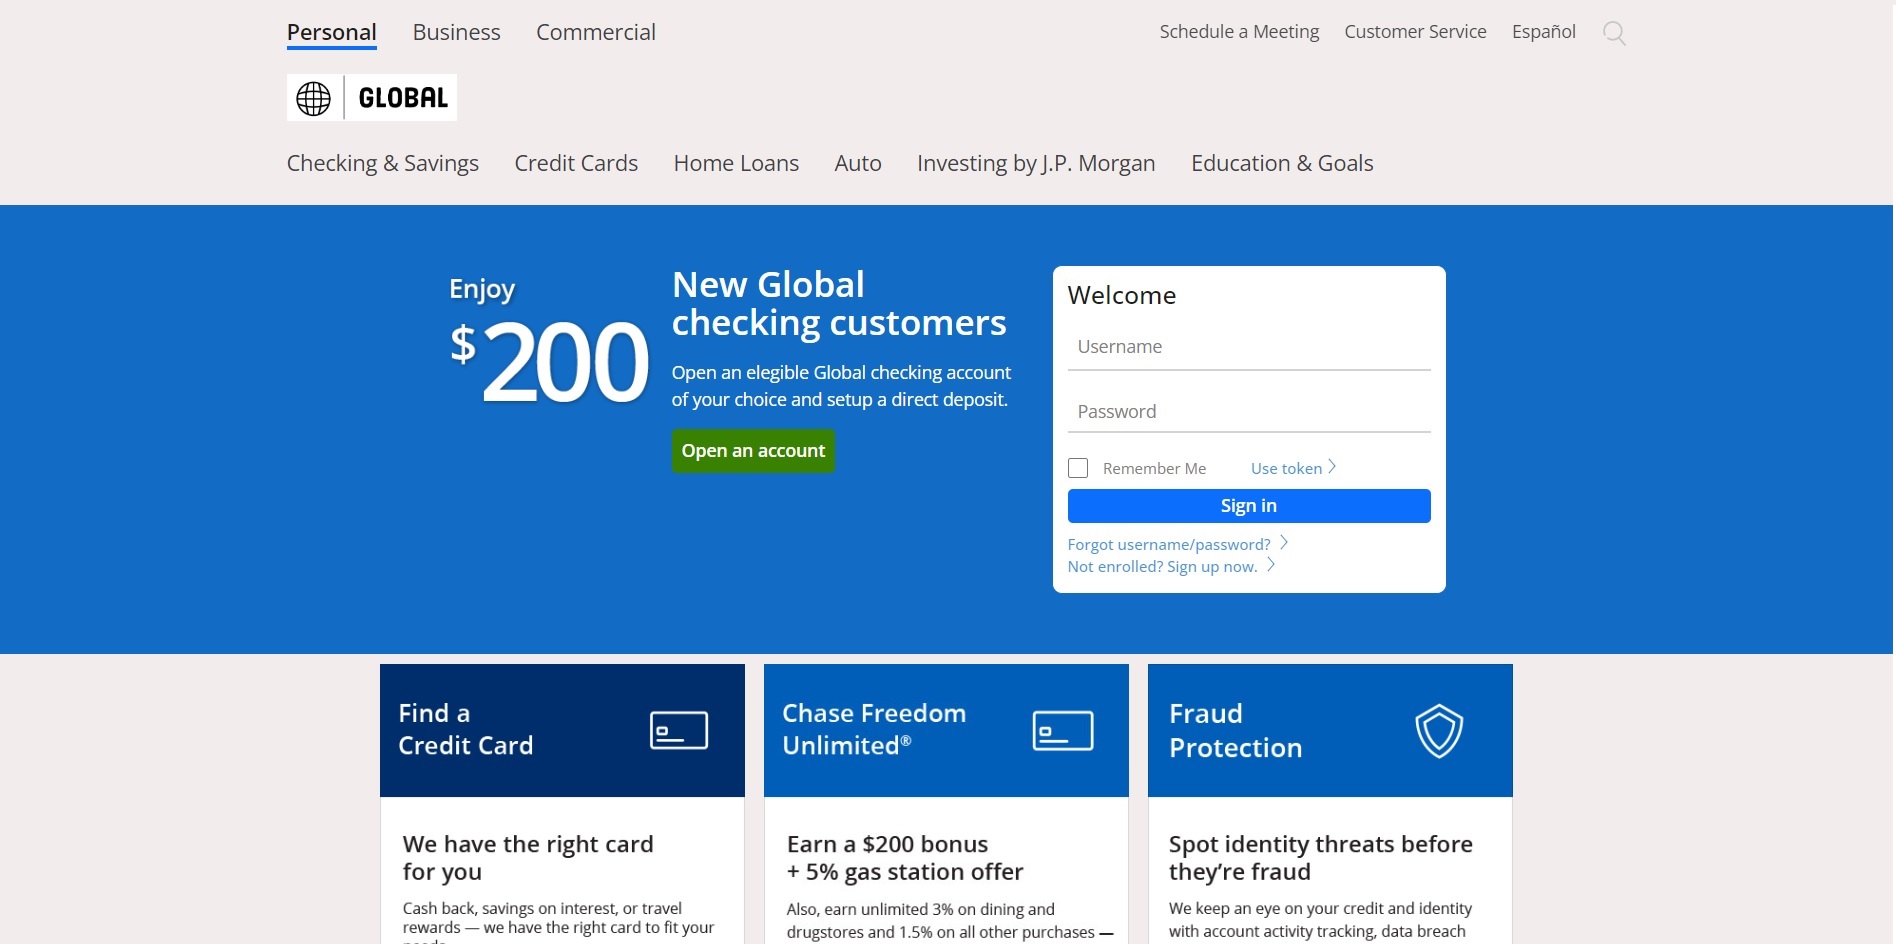 Personal Business Commercial Schedule a Meeting Customer Service Español
GLOBAL
Checking & Savings Credit Cards Home Loans Auto Investing by J.P. Morgan Education & Goals
Enjoy
$200
New Global
checking customers
Open an elegible Global checking account
of your choice and setup a direct deposit.
Open an account
Welcome
Username
Password
Remember Me Use token
Sign in
Forgot username/password?
Not enrolled? Sign up now.
Find a
Credit Card
We have the right card
for you
Cash back, savings on interest, or travel
rewards — we have the right card to fit your
Chase Freedom
Unlimited®
Earn a $200 bonus
+ 5% gas station offer
Also, earn unlimited 3% on dining and
drugstores and 1.5% on all other purchases —
Fraud
Protection
Spot identity threats before
they’re fraud
We keep an eye on your credit and identity
with account activity tracking, data breach